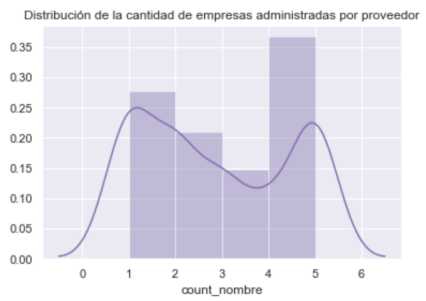 Distribución de la cantidad de empresas administradas por proveedor
0.35
0.30
0.25
0.20
0.15
0.10
0.05
0.00
0 1 2 3 4 5 6
count_nombre